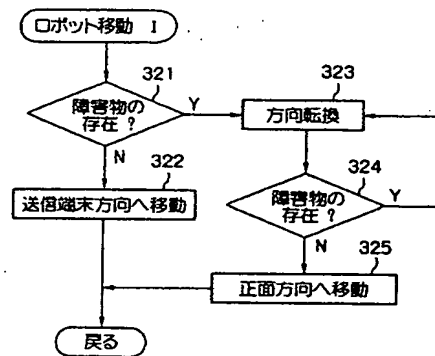 ロボット移動 I
321
障害物の
存在?
Y
N
322
送信端末方向へ移動
323
方向転換
324
障害物の
存在?
Y
N
325
正面方向へ移動
戻る